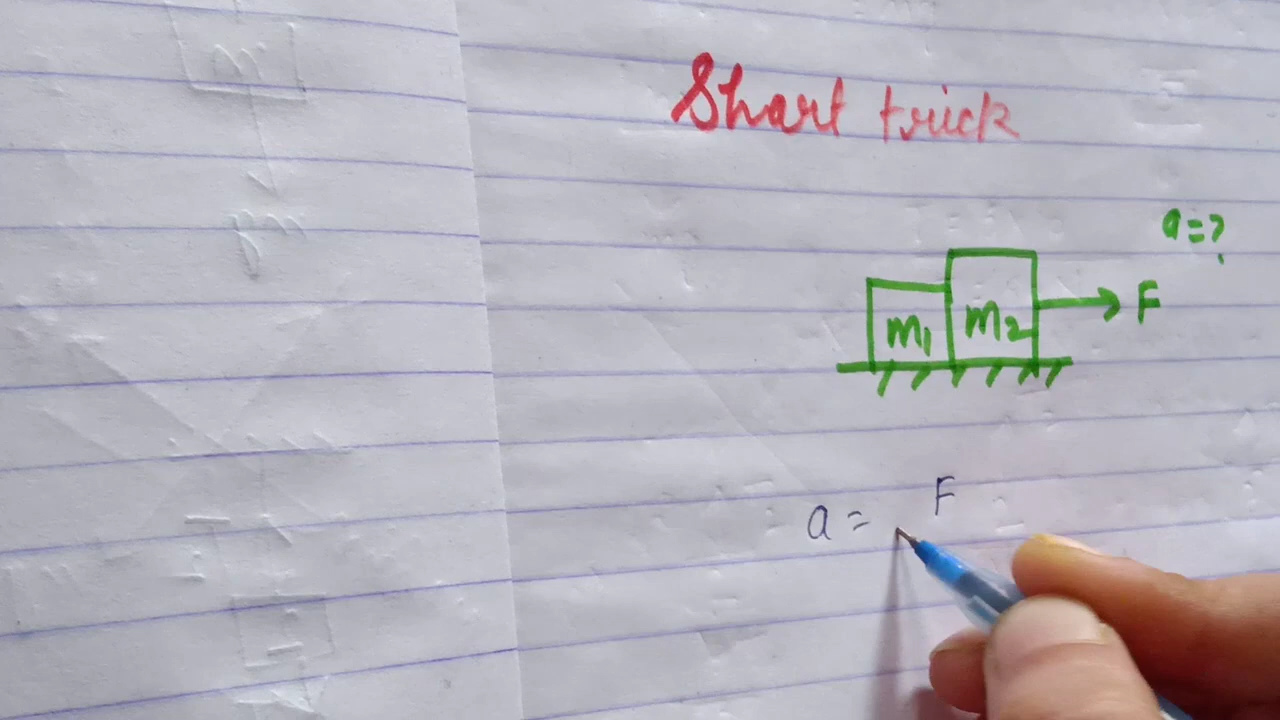 Short trick
a=?
m1 m2 F
a = F